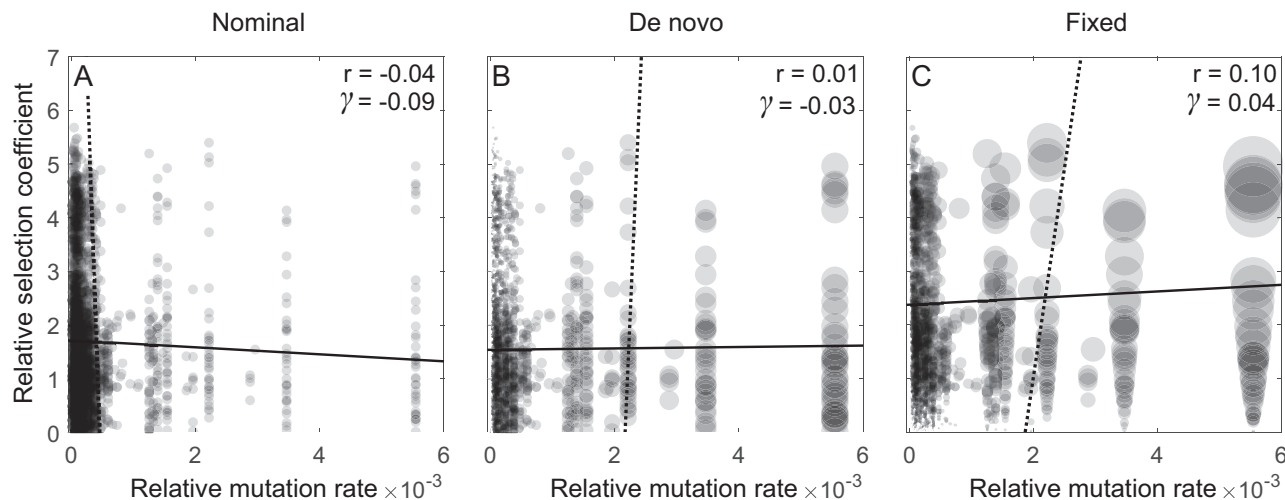 Nominal
De novo
Fixed
A
r = -0.04
γ = -0.09
B
r = 0.01
γ = -0.03
C
r = 0.10
γ = 0.04
Relative selection coefficient
7
6
5
4
3
2
1
0
0 2 4 6
0 2 4 6
0 2 4 6
Relative mutation rate ×10⁻³
Relative mutation rate ×10⁻³
Relative mutation rate ×10⁻³